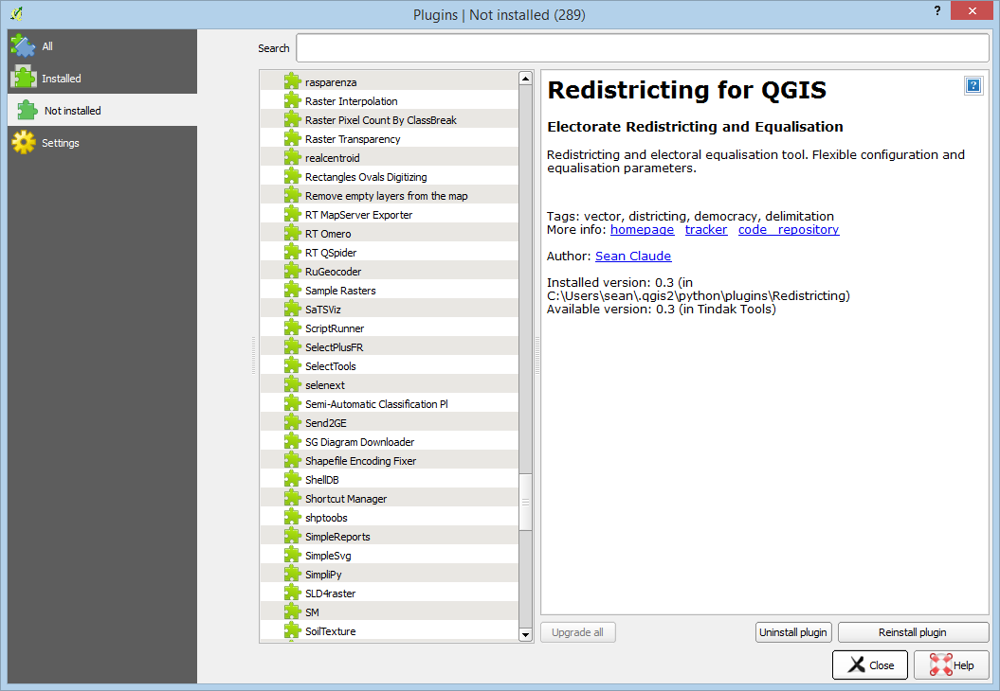 Plugins | Not installed (289)
?
All
Installed
Not installed
Settings
Search
rasparenza
Raster Interpolation
Raster Pixel Count By ClassBreak
Raster Transparency
realcentroid
Rectangles Ovals Digitizing
Remove empty layers from the map
RT MapServer Exporter
RT Omero
RT QSpider
RuGeocoder
Sample Rasters
SaTSViz
ScriptRunner
SelectPlusFR
SelectTools
selenext
Semi-Automatic Classification Pl
Send2GE
SG Diagram Downloader
Shapefile Encoding Fixer
ShellDB
Shortcut Manager
shptoobs
SimpleReports
SimpleSvg
SimpliPy
SLD4raster
SM
SoilTexture
Redistricting for QGIS
?
Electorate Redistricting and Equalisation
Redistricting and electoral equalisation tool. Flexible configuration and
equalisation parameters.
Tags: vector, districting, democracy, delimitation
More info: homepage tracker code_repository
Author: Sean Claude
Installed version: 0.3 (in
C:\Users\sean\.qgis2\python\plugins\Redistricting)
Available version: 0.3 (in Tindak Tools)
Upgrade all
Uninstall plugin
Reinstall plugin
Close
Help